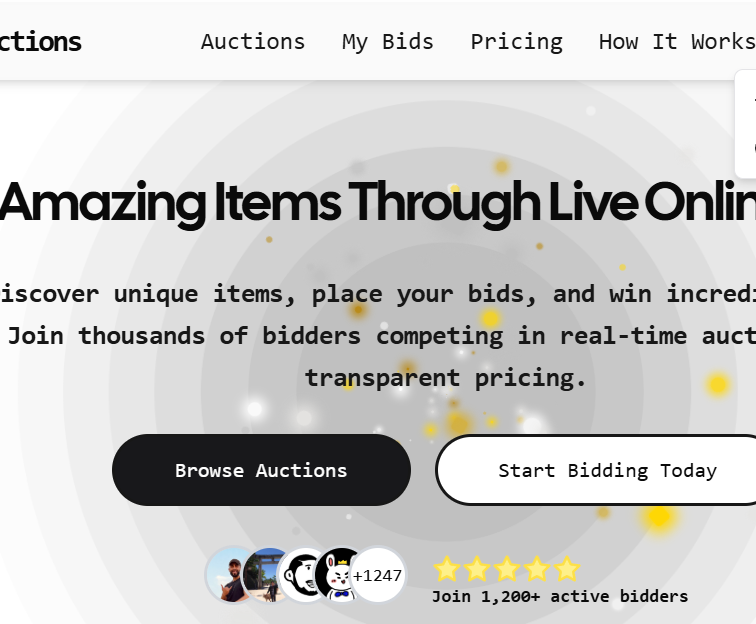 ctions Auctions My Bids Pricing How It Works
Amazing Items Through Live Onlin
iscover unique items, place your bids, and win incredi
Join thousands of bidders competing in real-time auct
transparent pricing.
Browse Auctions Start Bidding Today
+1247
Join 1,200+ active bidders